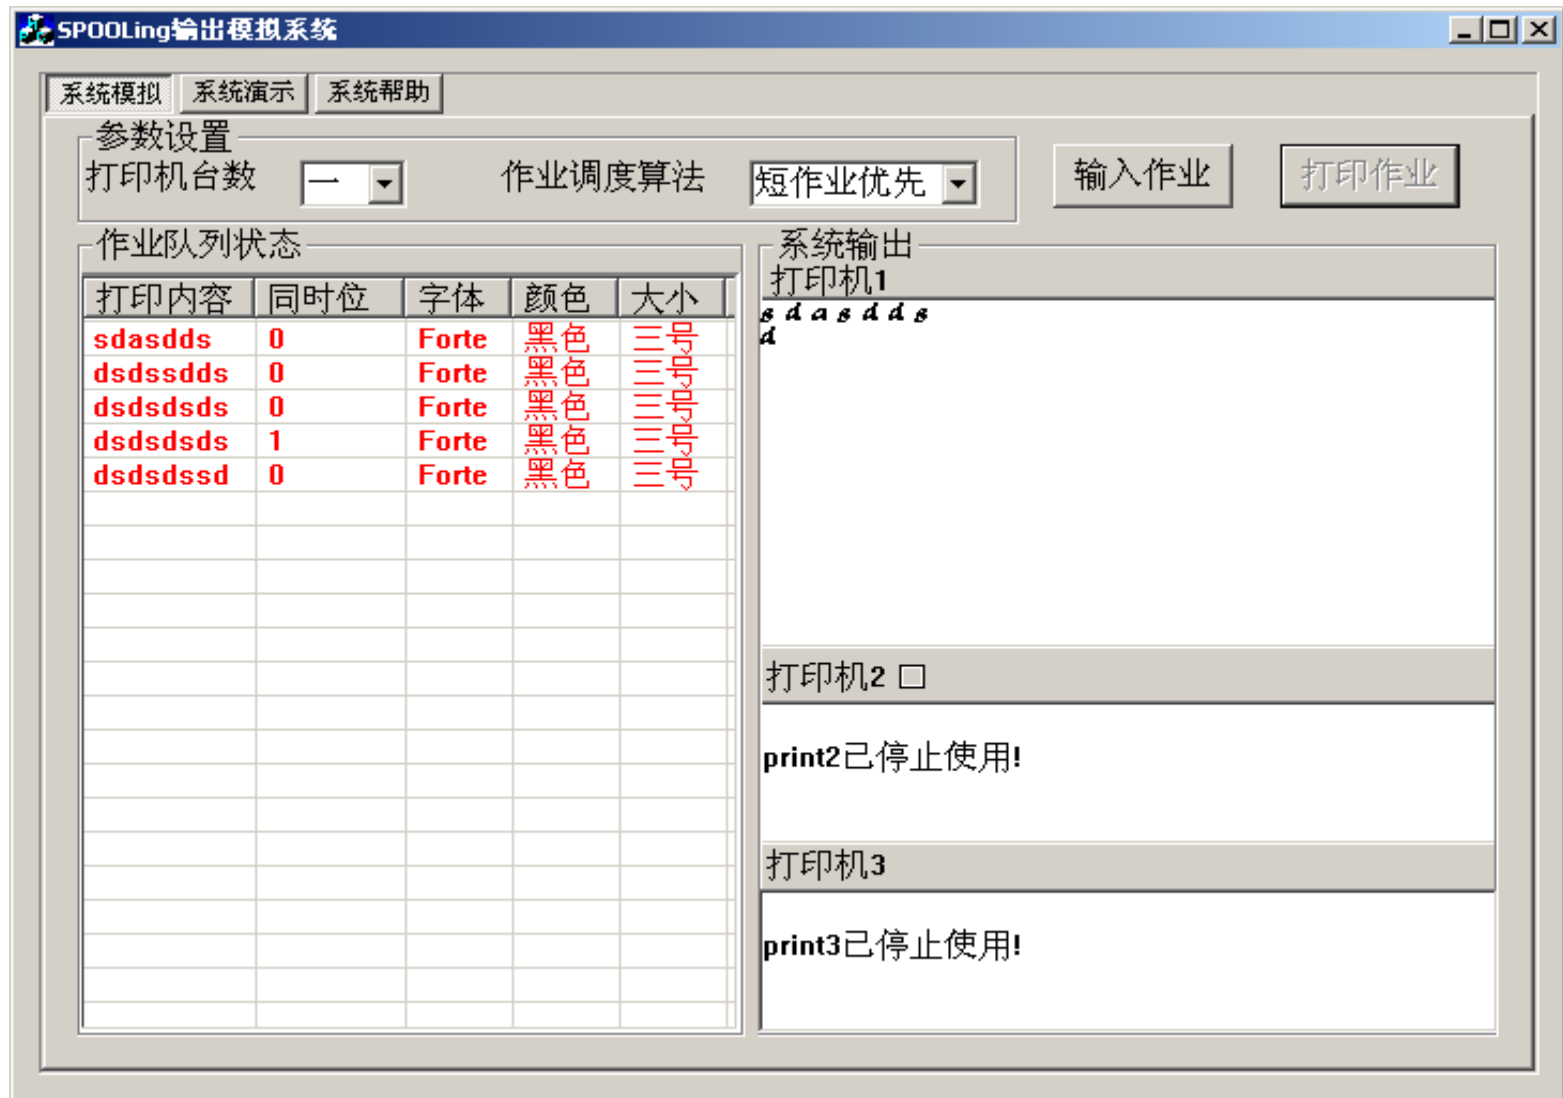 SPOOLing输出模拟系统
系统模拟 系统演示 系统帮助
参数设置
打印机台数 一 作业调度算法 短作业优先 输入作业 打印作业
作业队列状态
打印内容 同时位 字体 颜色 大小
sdasdds 0 Forte 黑色 三号
dsdssdds 0 Forte 黑色 三号
dsdsdsds 0 Forte 黑色 三号
dsdsdsds 1 Forte 黑色 三号
dsdsdssd 0 Forte 黑色 三号
系统输出
打印机1
s d a s d d s
d
打印机2
print2已停止使用!
打印机3
print3已停止使用!